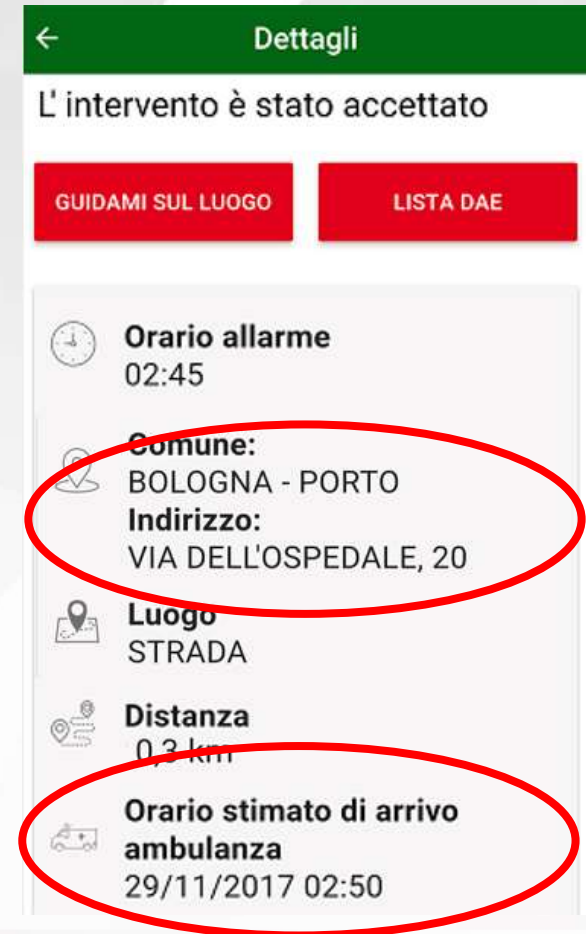 Dettagli
L' intervento è stato accettato
GUIDAMI SUL LUOGO
LISTA DAE
Orario allarme
02:45
Comune:
BOLOGNA - PORTO
Indirizzo:
VIA DELL'OSPEDALE, 20
Luogo
STRADA
Distanza
0,3 km
Orario stimato di arrivo
ambulanza
29/11/2017 02:50